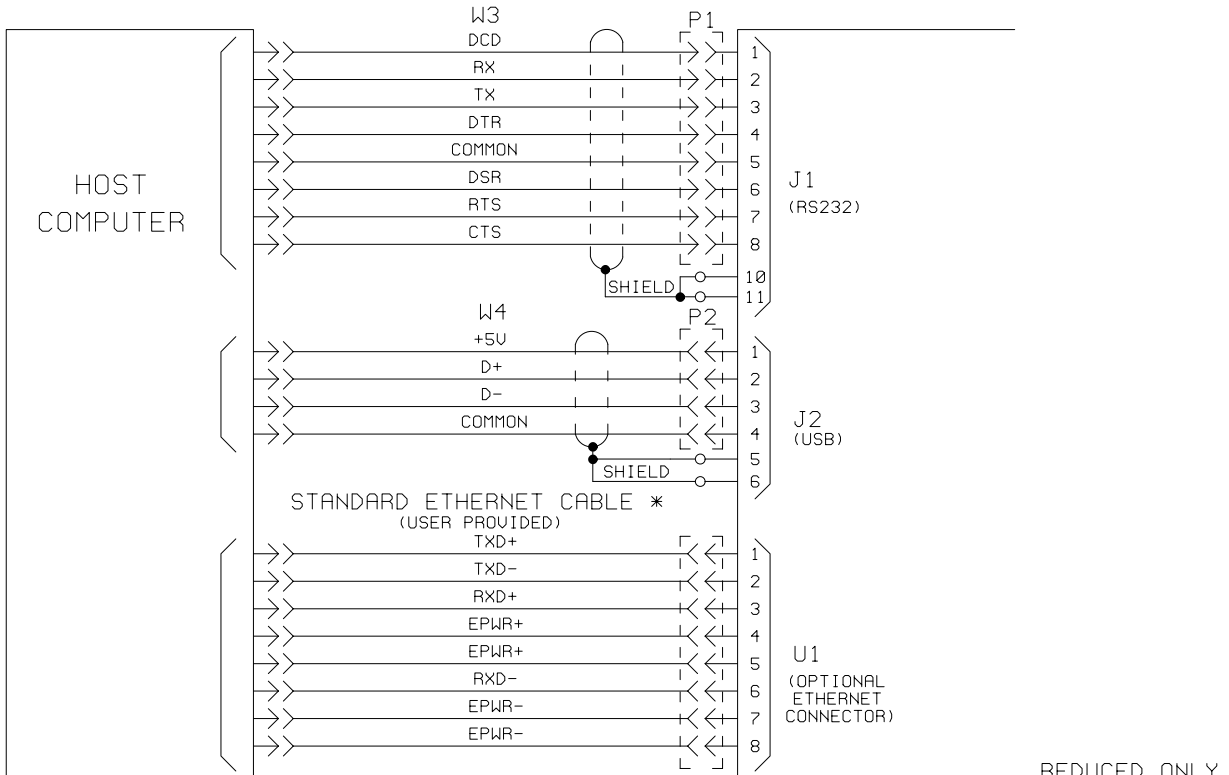 W3
P1
DCD 1
RX 2
TX 3
DTR 4
COMMON 5
DSR 6
RTS 7
CTS 8
10
SHIELD 11
HOST
COMPUTER
J1
(RS232)
W4
P2
+5V 1
D+ 2
D- 3
COMMON 4
5
SHIELD 6
J2
(USB)
STANDARD ETHERNET CABLE *
(USER PROVIDED)
TXD+ 1
TXD- 2
RXD+ 3
EPWR+ 4
EPWR+ 5
RXD- 6
EPWR- 7
EPWR- 8
U1
(OPTIONAL
ETHERNET
CONNECTOR)
REDUCED ONLY